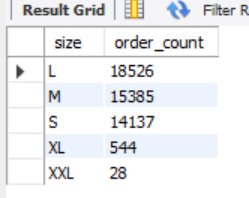 Result Grid Filter R
size order_count
L 18526
M 15385
S 14137
XL 544
XXL 28